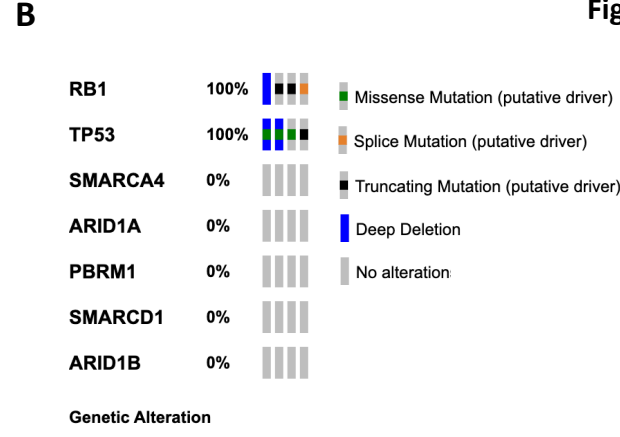 B
Fig
RB1 100%
TP53 100%
SMARCA4 0%
ARID1A 0%
PBRM1 0%
SMARCD1 0%
ARID1B 0%
Genetic Alteration
Missense Mutation (putative driver)
Splice Mutation (putative driver)
Truncating Mutation (putative driver)
Deep Deletion
No alteration